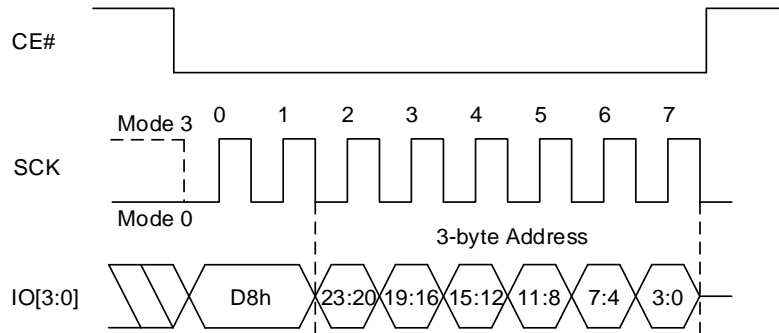 CE#
0 1 2 3 4 5 6 7
Mode 3
SCK
Mode 0
3-byte Address
IO[3:0]
D8h 23:20 19:16 15:12 11:8 7:4 3:0